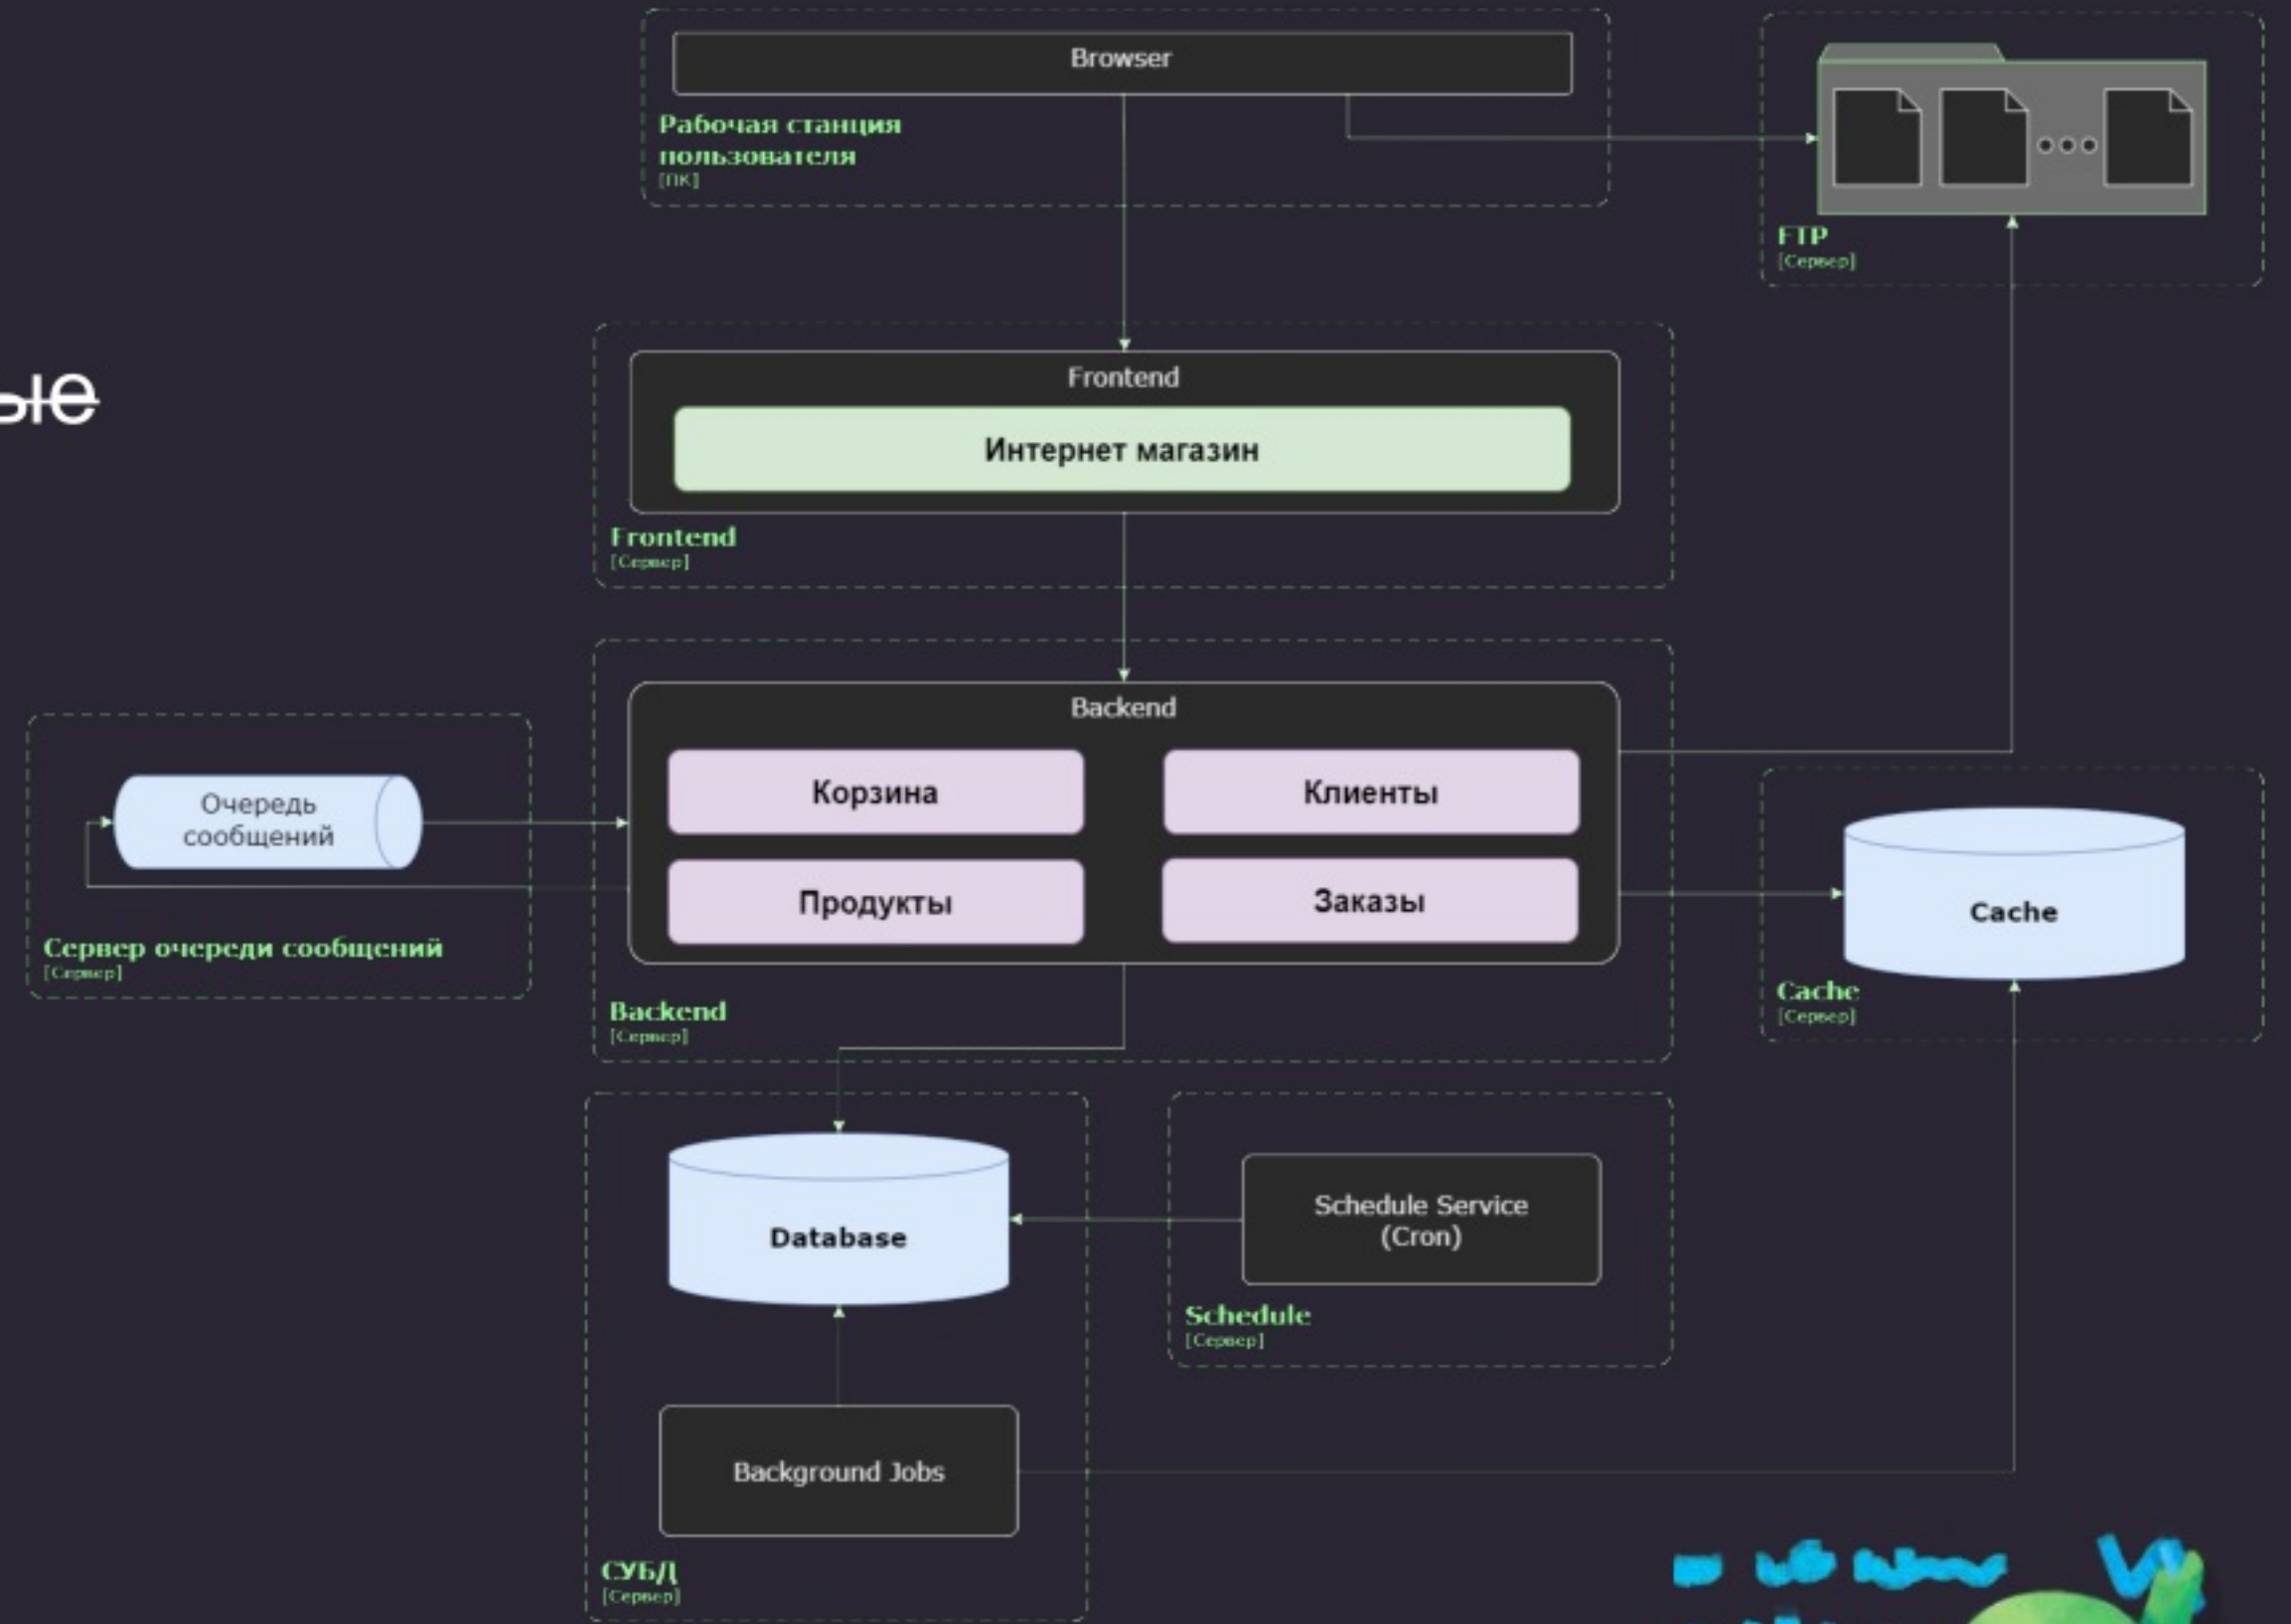 Browser
Рабочая станция
пользователя
[ПК]
FTP
[Сервер]
ые
Frontend
Интернет магазин
Frontend
[Сервер]
Backend
Корзина
Клиенты
Продукты
Заказы
Backend
[Сервер]
Очередь
сообщений
Сервер очереди сообщений
[Сервер]
Cache
Cache
[Сервер]
Database
Schedule Service
(Cron)
Schedule
[Сервер]
Background Jobs
СУБД
[Сервер]